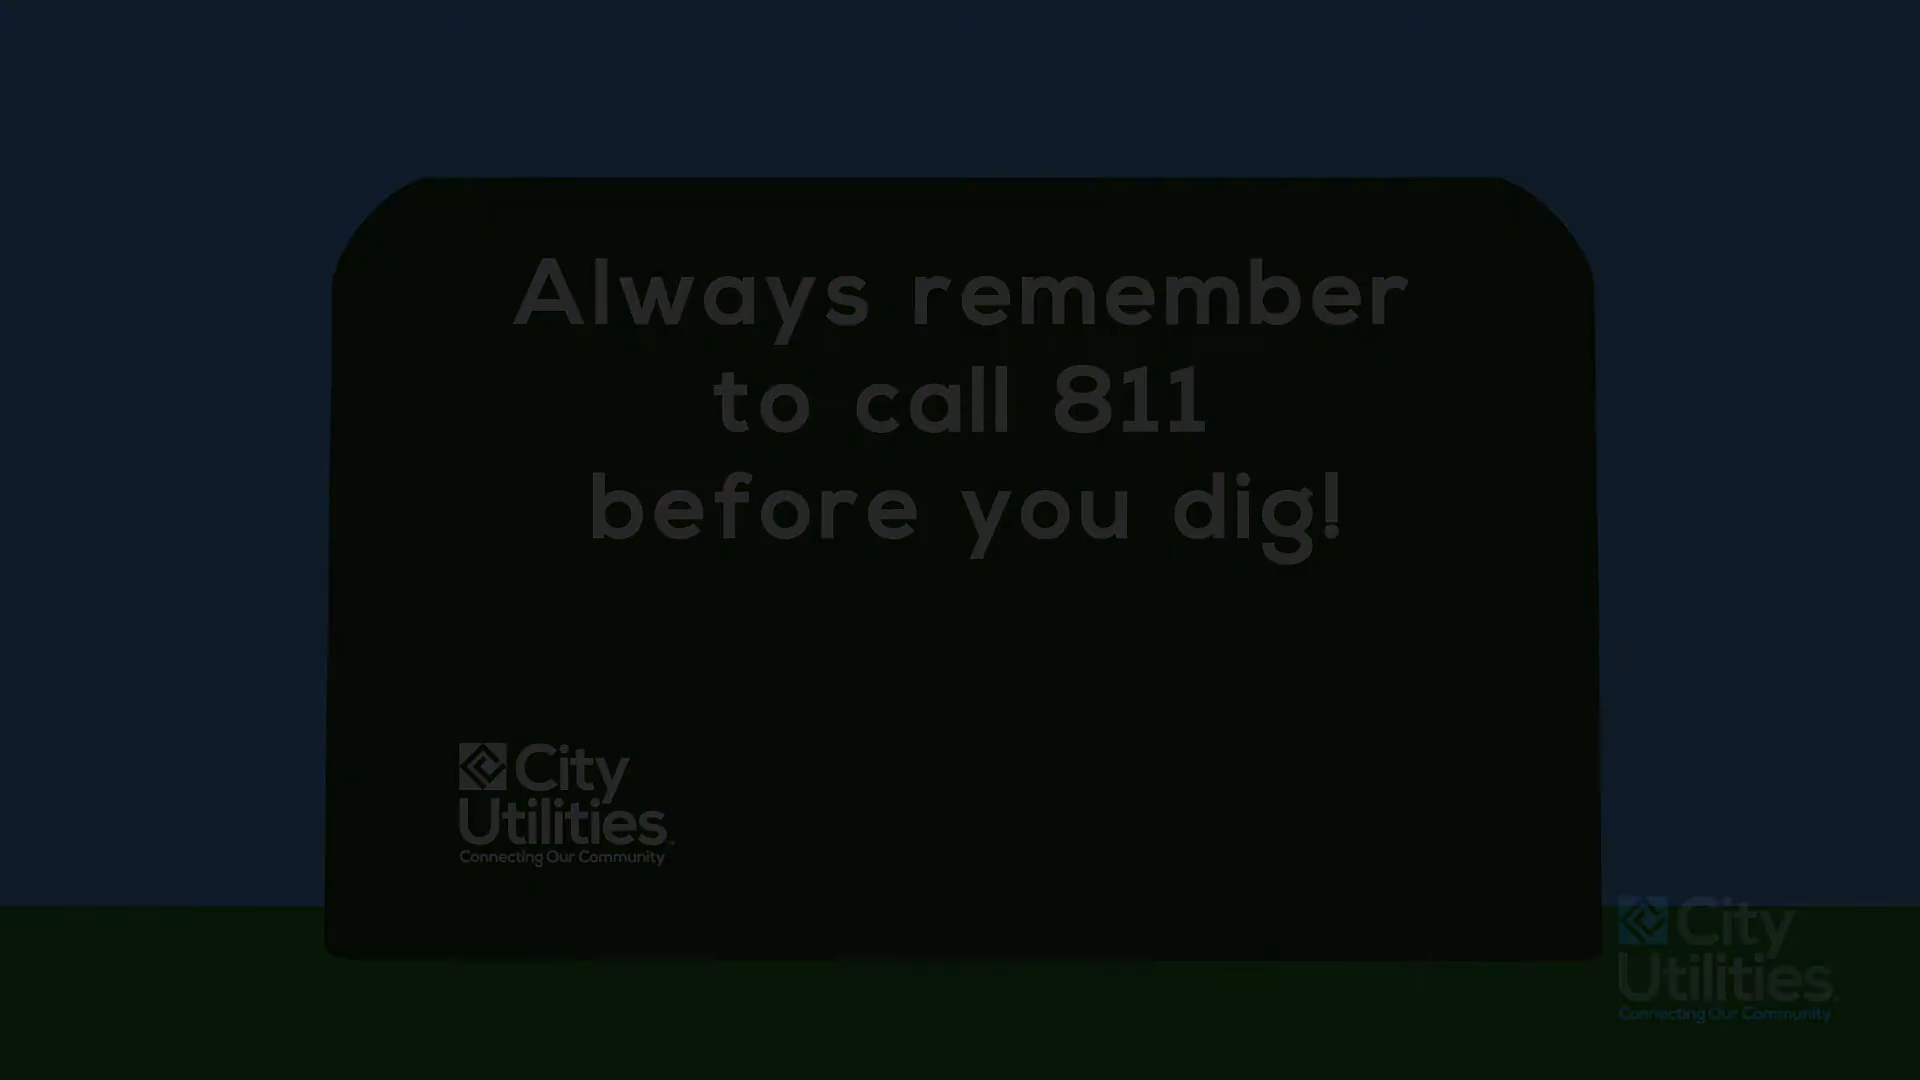 Always remember
to call 811
before you dig!
City
Utilities
Connecting Our Community
City
Utilities
Connecting Our Community